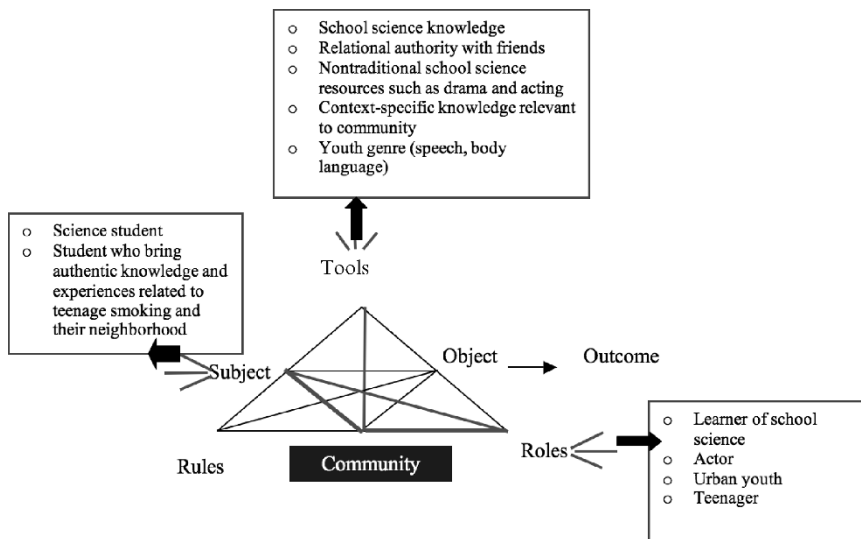 o School science knowledge
o Relational authority with friends
o Nontraditional school science
resources such as drama and acting
o Context-specific knowledge relevant
to community
o Youth genre (speech, body
language)
o Science student
o Student who bring
authentic knowledge and
experiences related to
teenage smoking and
their neighborhood
Tools
Subject
Object
Outcome
Rules
Community
Roles
o Learner of school
science
o Actor
o Urban youth
o Teenager